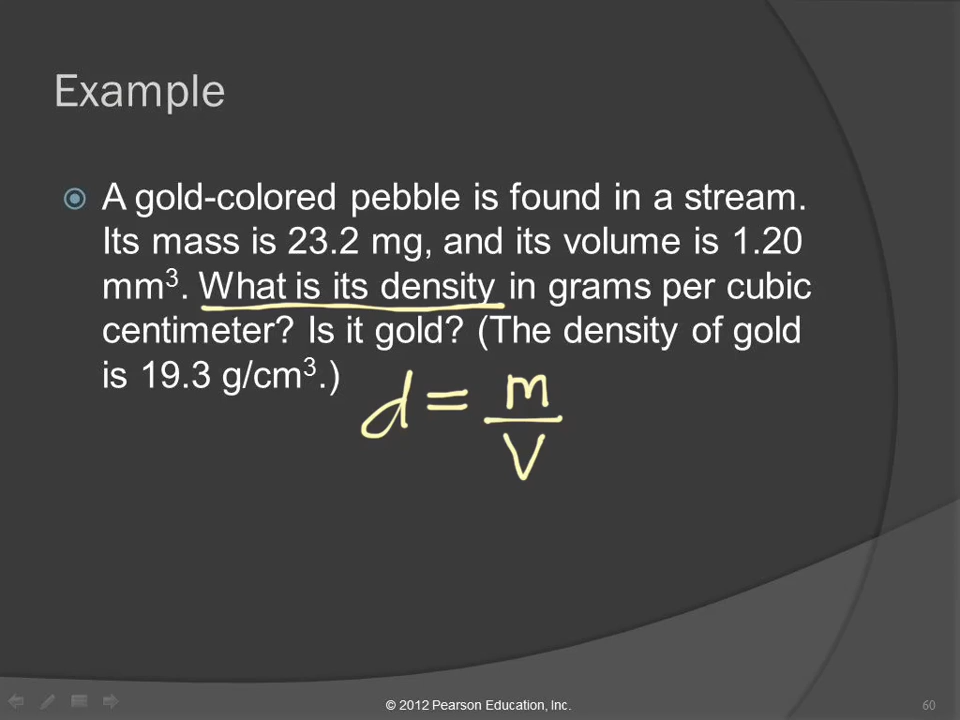 Example
A gold-colored pebble is found in a stream.
Its mass is 23.2 mg, and its volume is 1.20
mm³. What is its density in grams per cubic
centimeter? Is it gold? (The density of gold
is 19.3 g/cm³.)
d = m/V
© 2012 Pearson Education, Inc.
60